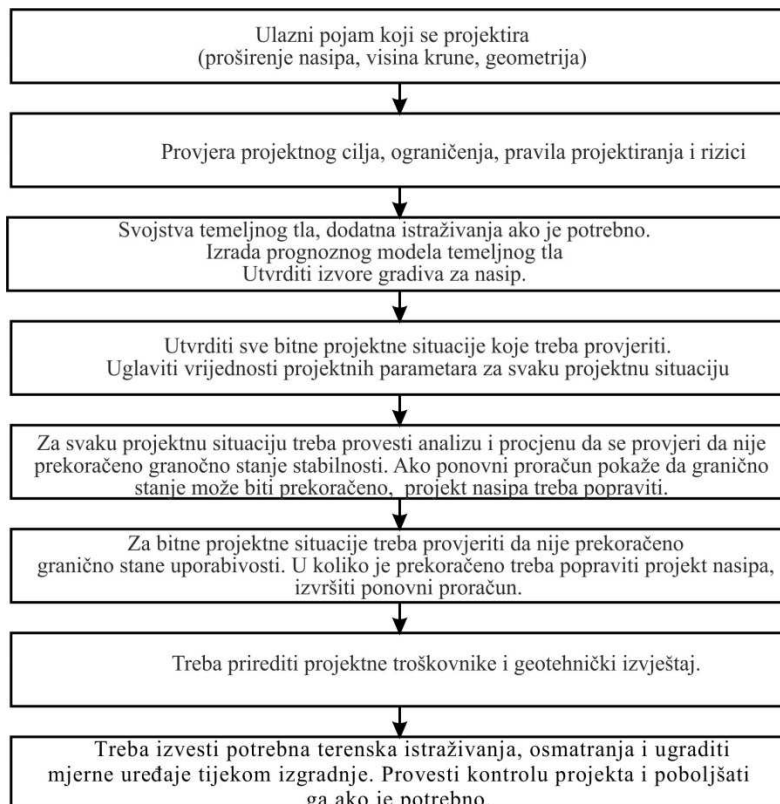 Ulazni pojam koji se projektira
(proširenje nasipa, visina krune, geometrija)
Provjera projektnog cilja, ograničenja, pravila projektiranja i rizici
Svojstva temeljnog tla, dodatna istraživanja ako je potrebno.
Izrada prognoznog modela temeljnog tla
Utvrditi izvore gradiva za nasip.
Utvrditi sve bitne projektne situacije koje treba provjeriti.
Uglaviti vrijednosti projektnih parametara za svaku projektnu situaciju
Za svaku projektnu situaciju treba provesti analizu i procjenu da se provjeri da nije
prekoračeno granočno stanje stabilnosti. Ako ponovni proračun pokaže da granično
stanje može biti prekoračeno, projekt nasipa treba popraviti.
Za bitne projektne situacije treba provjeriti da nije prekoračeno
granično stane uporabivosti. U koliko je prekoračeno treba popraviti projekt nasipa,
izvršiti ponovni proračun.
Treba prirediti projektne troškovnike i geotehnički izvještaj.
Treba izvesti potrebna terenska istraživanja, osmatranja i ugraditi
mjerne uređaje tijekom izgradnje. Provesti kontrolu projekta i poboljšati
ga ako je potrebno.